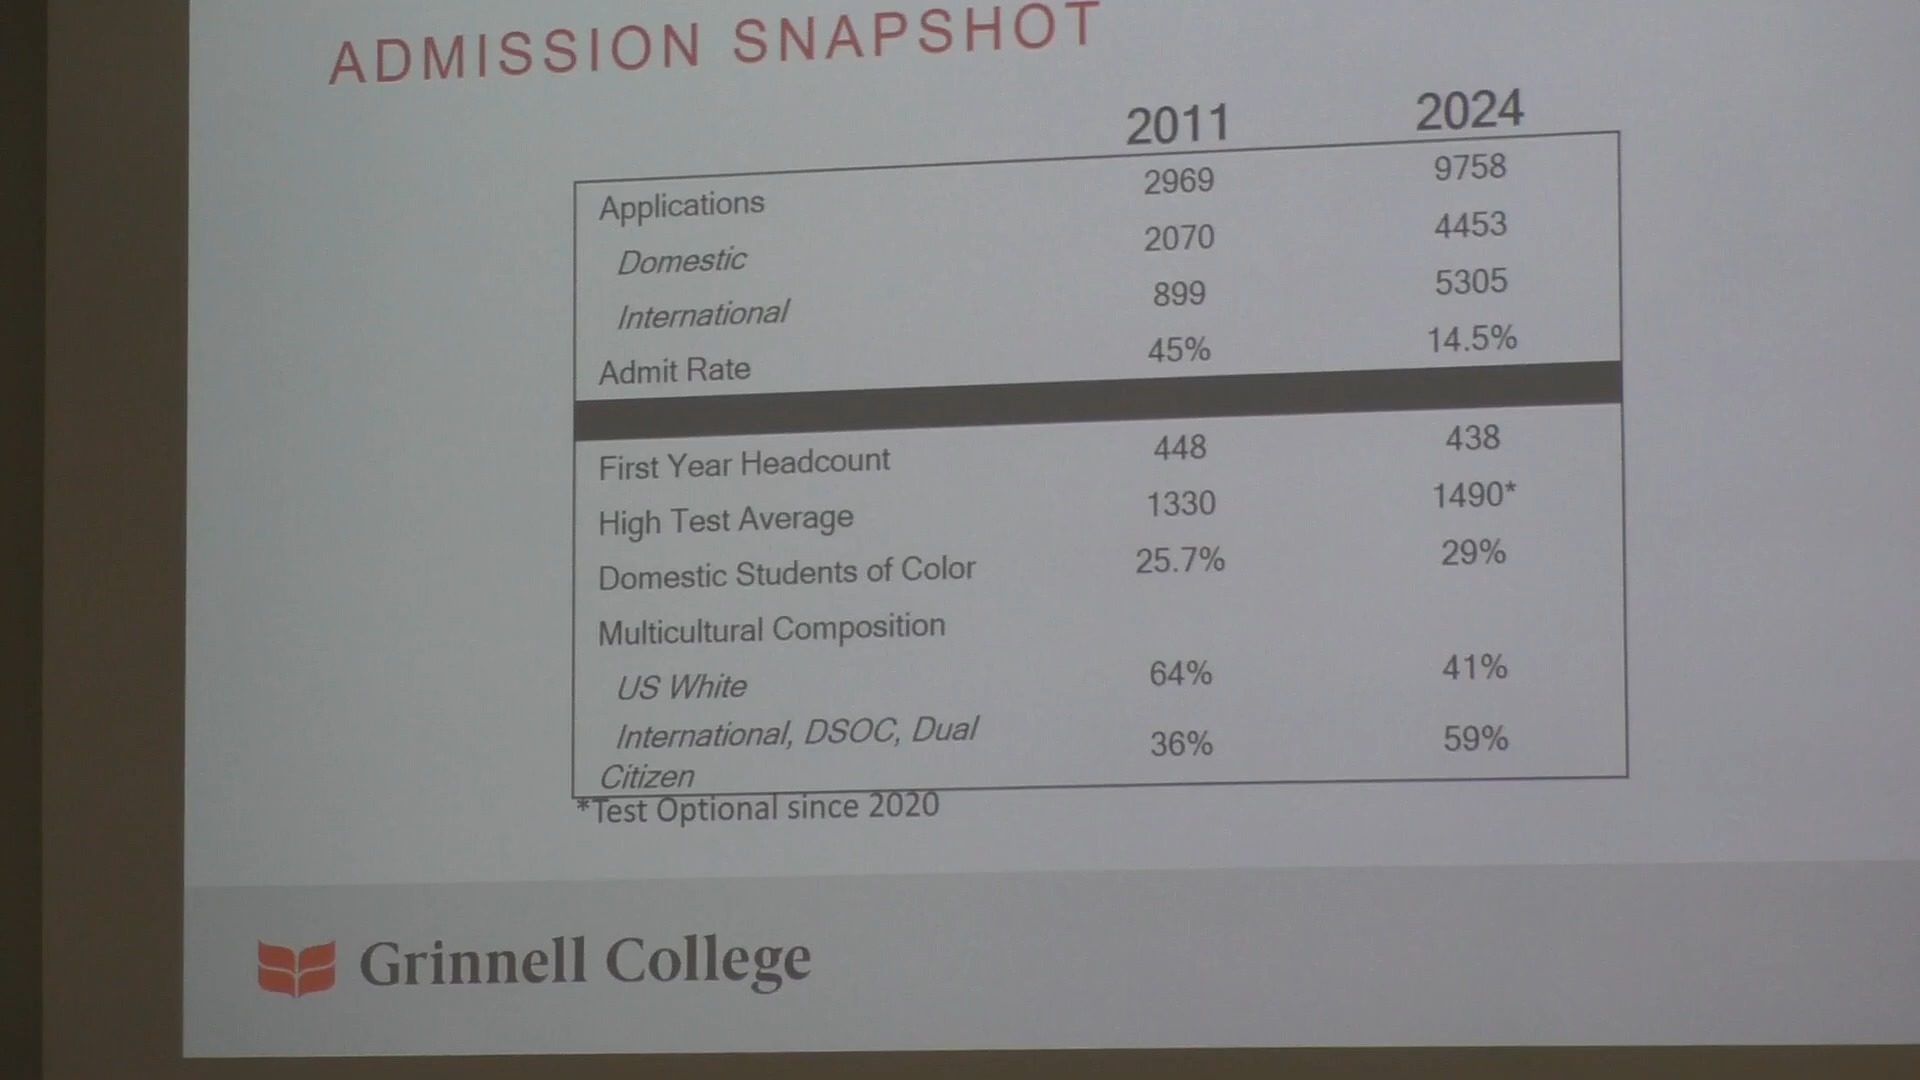 ADMISSION SNAPSHOT
2011 2024
Applications 2969 9758
Domestic 2070 4453
International 899 5305
Admit Rate 45% 14.5%
First Year Headcount 448 438
High Test Average 1330 1490*
Domestic Students of Color 25.7% 29%
Multicultural Composition
US White 64% 41%
International, DSOC, Dual 36% 59%
Citizen
*Test Optional since 2020
Grinnell College